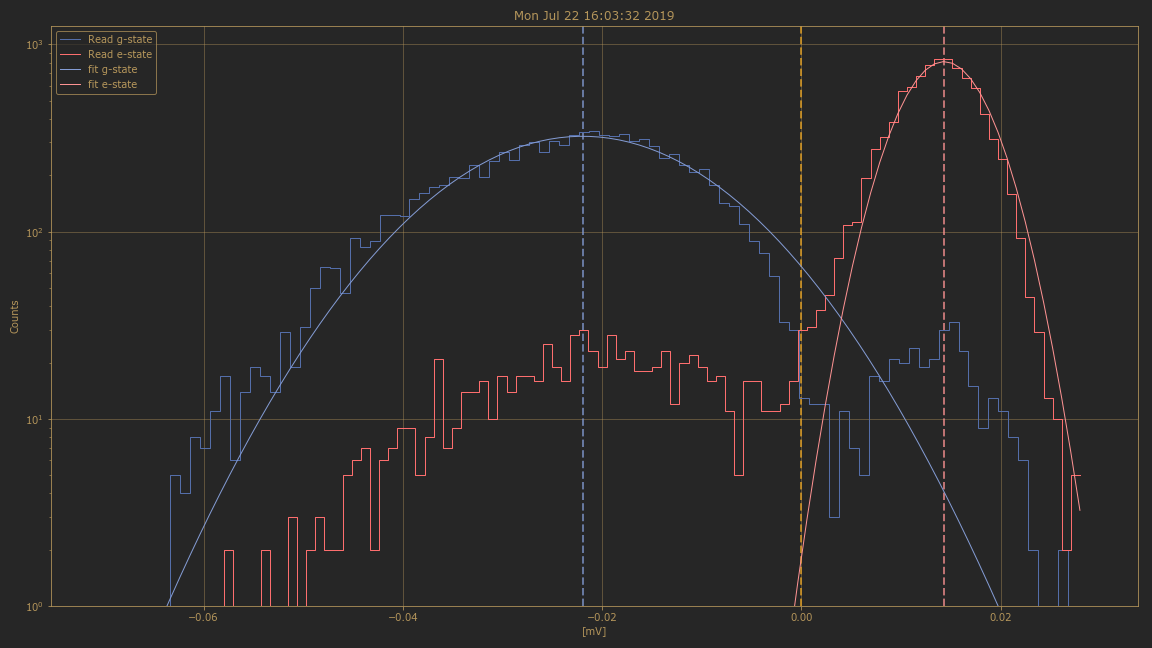 Mon Jul 22 16:03:32 2019
Read g-state
Read e-state
fit g-state
fit e-state
10³
10²
10¹
10⁰
Counts
−0.06
−0.04
−0.02
0.00
0.02
[mV]